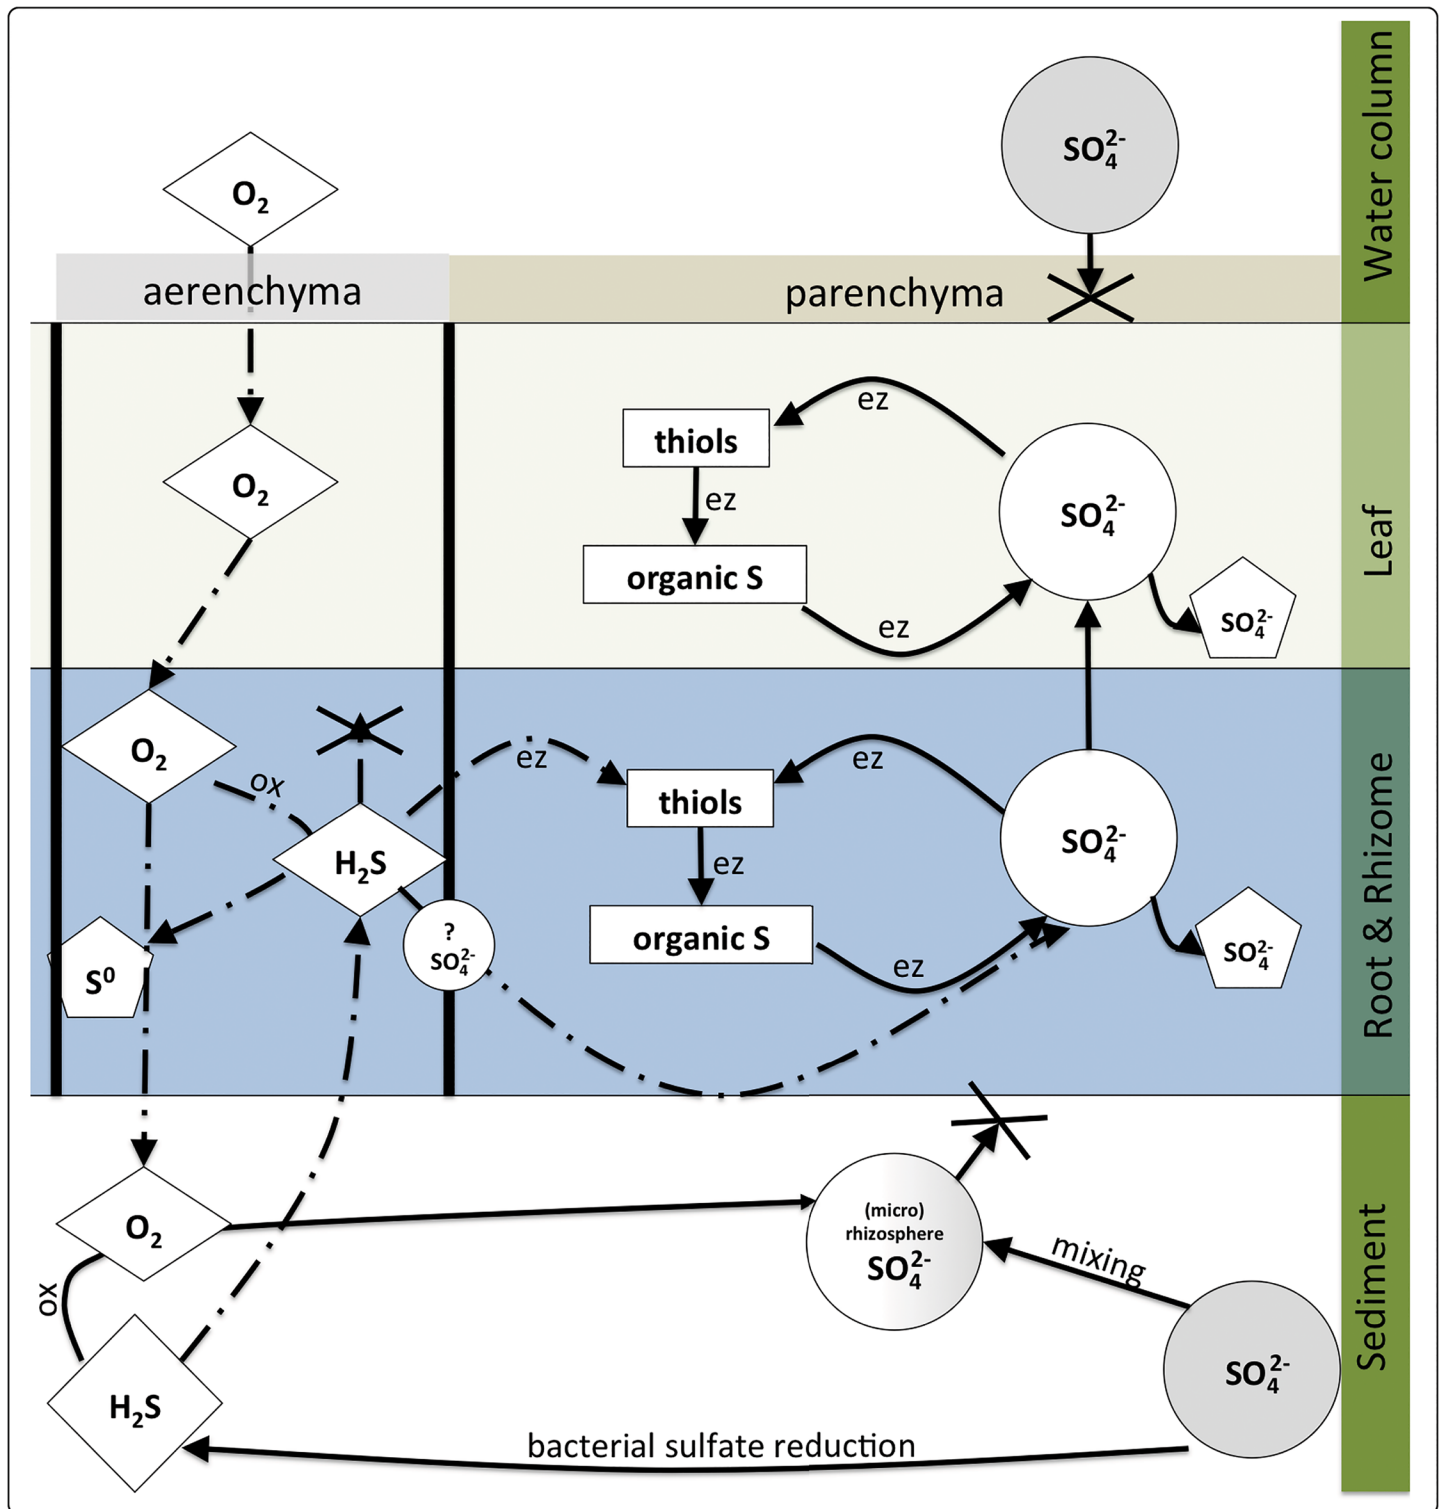 Water column
SO₄²⁻
O₂
aerenchyma
parenchyma
Leaf
ez
thiols
O₂
ez
SO₄²⁻
organic S
ez
SO₄²⁻
Root & Rhizome
O₂
ox
ez
ez
thiols
H₂S
ez
SO₄²⁻
?
SO₄²⁻
organic S
ez
SO₄²⁻
S⁰
Sediment
O₂
(micro)
rhizosphere
SO₄²⁻
mixing
ox
H₂S
SO₄²⁻
bacterial sulfate reduction